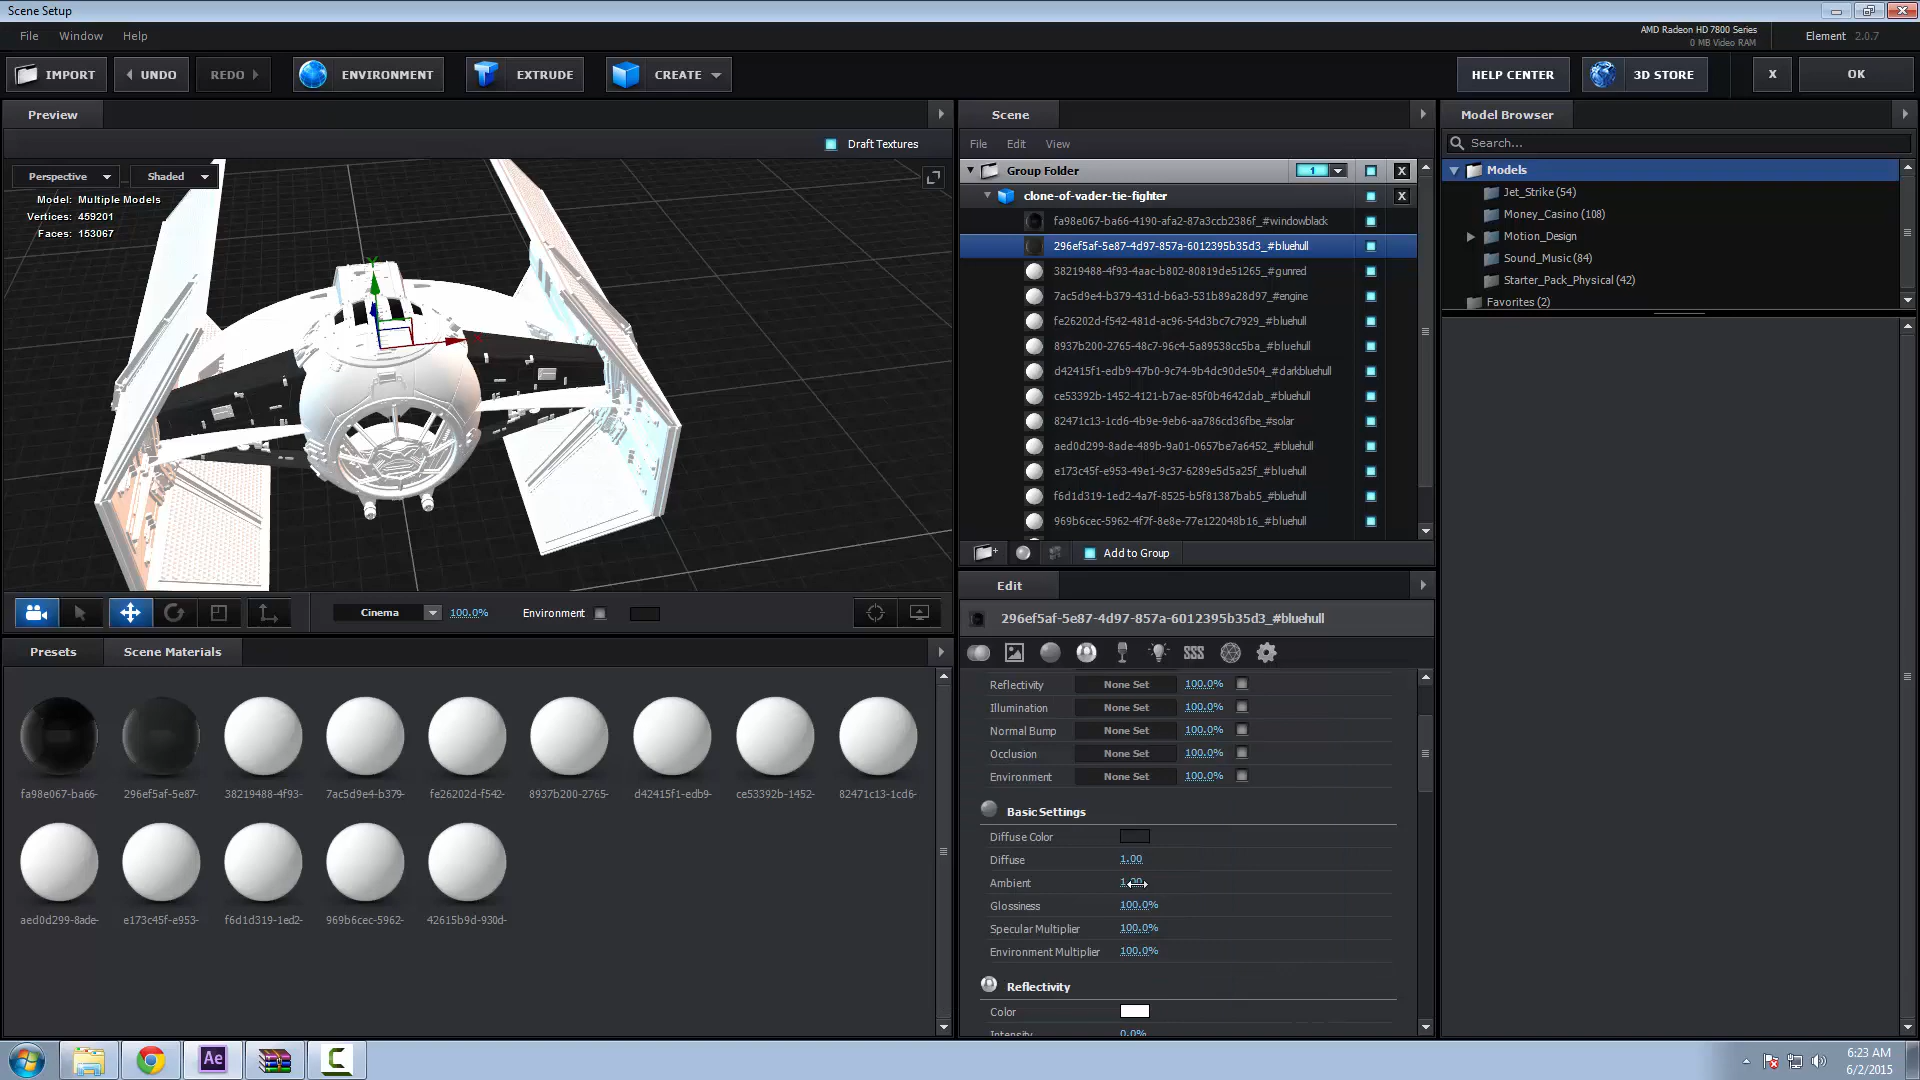 Scene Setup
File Window Help
AMD Radeon HD 7800 Series
0 MB Video RAM
Element 2.0.7
IMPORT UNDO REDO ENVIRONMENT EXTRUDE CREATE HELP CENTER 3D STORE X OK
Preview Scene Model Browser
Draft Textures File Edit View Search...
Perspective Shaded
Model: Multiple Models
Vertices: 459201
Faces: 153067
Y
X
Group Folder 1 X
clone-of-vader-tie-fighter X
fa98e067-ba66-4190-afa2-87a3ccb2386f_#windowblack
296ef5af-5e87-4d97-857a-6012395b35d3_#bluehull
38219488-4f93-4aac-b802-80819de51265_#gunred
7ac5d9e4-b379-431d-b6a3-531b89a28d97_#engine
fe26202d-f542-481d-ac96-54d3bc7c7929_#bluehull
8937b200-2765-48c7-96c4-5a89538cc5ba_#bluehull
d42415f1-edb9-47b0-9c74-9b4dc90de504_#darkbluehull
ce53392b-1452-4121-b7ae-85f0b4642dab_#bluehull
82471c13-1cd6-4b9e-9eb6-aa786cd36fbe_#solar
aed0d299-8ade-489b-9a01-0657be7a6452_#bluehull
e173c45f-e953-49e1-9c37-6289e5d5a25f_#bluehull
f6d1d319-1ed2-4a7f-8525-b5f81387bab5_#bluehull
969b6cec-5962-4f7f-8e8e-77e122048b16_#bluehull
Add to Group
Models
Jet_Strike (54)
Money_Casino (108)
Motion_Design
Sound_Music (84)
Starter_Pack_Physical (42)
Favorites (2)
Cinema 100.0% Environment
Edit
296ef5af-5e87-4d97-857a-6012395b35d3_#bluehull
SSS
Reflectivity None Set 100.0%
Illumination None Set 100.0%
Normal Bump None Set 100.0%
Occlusion None Set 100.0%
Environment None Set 100.0%
Basic Settings
Diffuse Color
Diffuse 1.00
Ambient 1.00
Glossiness 100.0%
Specular Multiplier 100.0%
Environment Multiplier 100.0%
Reflectivity
Color
Intensity 0.0%
Presets Scene Materials
fa98e067-ba66- 296ef5af-5e87- 38219488-4f93- 7ac5d9e4-b379- fe26202d-f542- 8937b200-2765- d42415f1-edb9- ce53392b-1452- 82471c13-1cd6-
aed0d299-8ade- e173c45f-e953- f6d1d319-1ed2- 969b6cec-5962- 42615b9d-930d-
Ae C
6:23 AM
6/2/2015